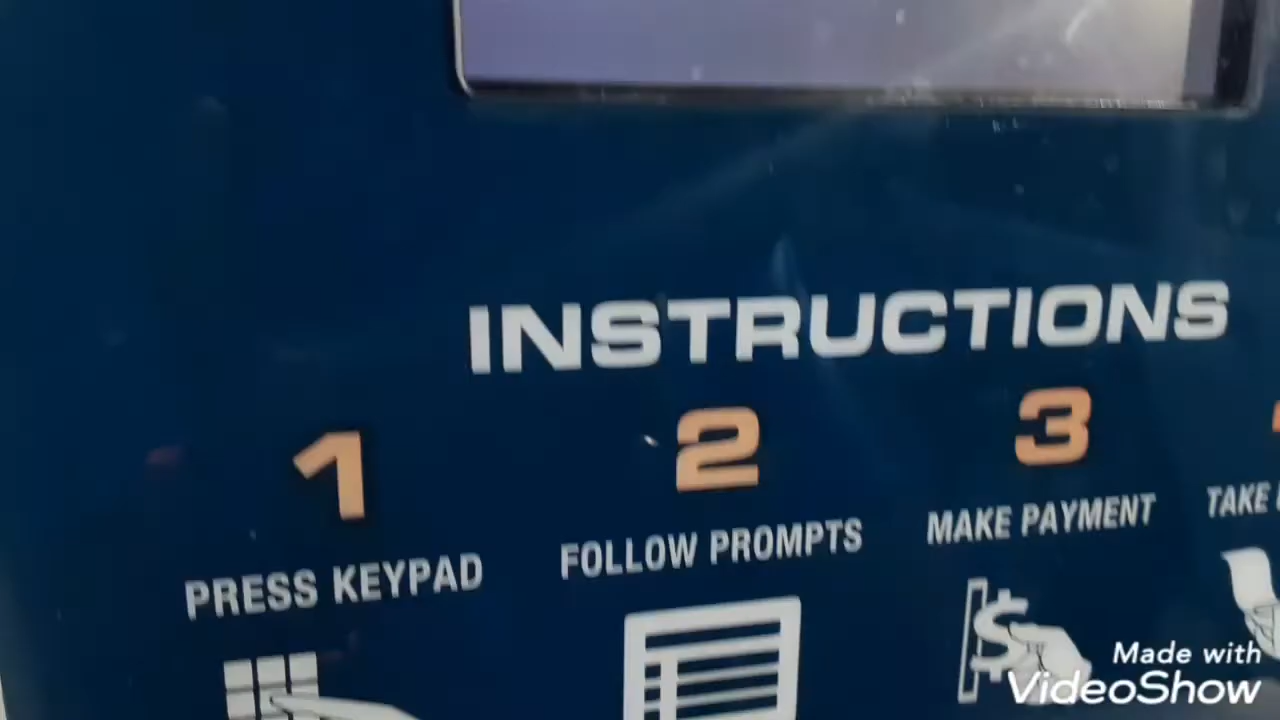 INSTRUCTIONS
1 2 3
PRESS KEYPAD FOLLOW PROMPTS MAKE PAYMENT TAKE
$
Made with
VideoShow